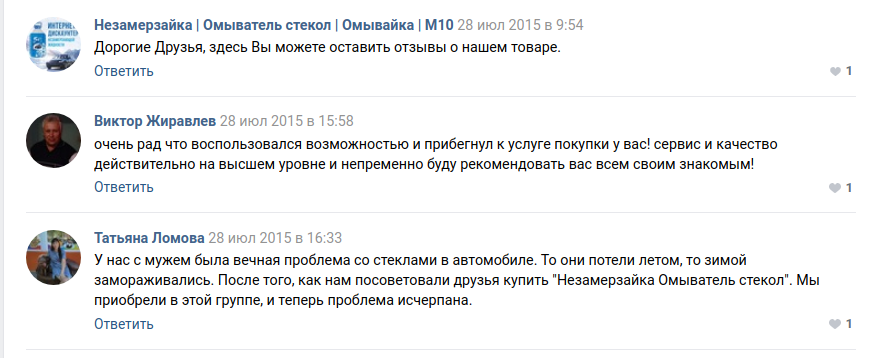 ИНТЕРНЕТ
ДИСКАУНТЕР
Незамерзайка | Омыватель стекол | Омывайка | М10 28 июл 2015 в 9:54
Дорогие Друзья, здесь Вы можете оставить отзывы о нашем товаре.
Ответить
1
Виктор Жиравлев 28 июл 2015 в 15:58
очень рад что воспользовался возможностью и прибегнул к услуге покупки у вас! сервис и качество
действительно на высшем уровне и непременно буду рекомендовать вас всем своим знакомым!
Ответить
1
Татьяна Ломова 28 июл 2015 в 16:33
У нас с мужем была вечная проблема со стеклами в автомобиле. То они потели летом, то зимой
замораживались. После того, как нам посоветовали друзья купить "Незамерзайка Омыватель стекол". Мы
приобрели в этой группе, и теперь проблема исчерпана.
Ответить
1